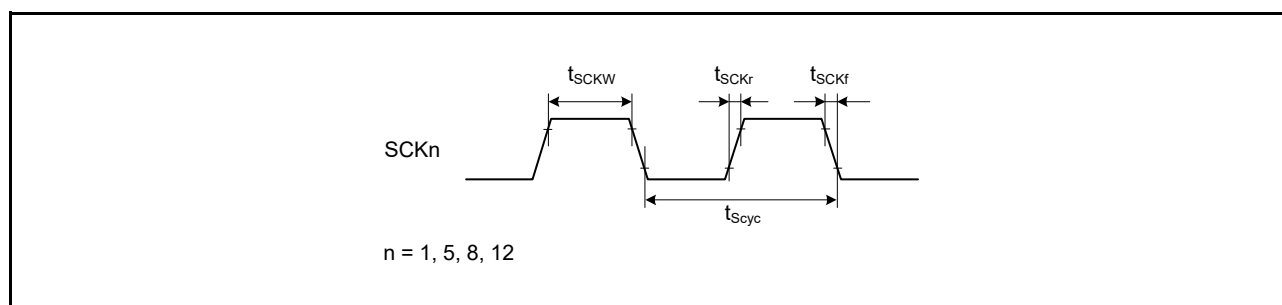 tSCKW tSCKr tSCKf
SCKn
tScyc
n = 1, 5, 8, 12